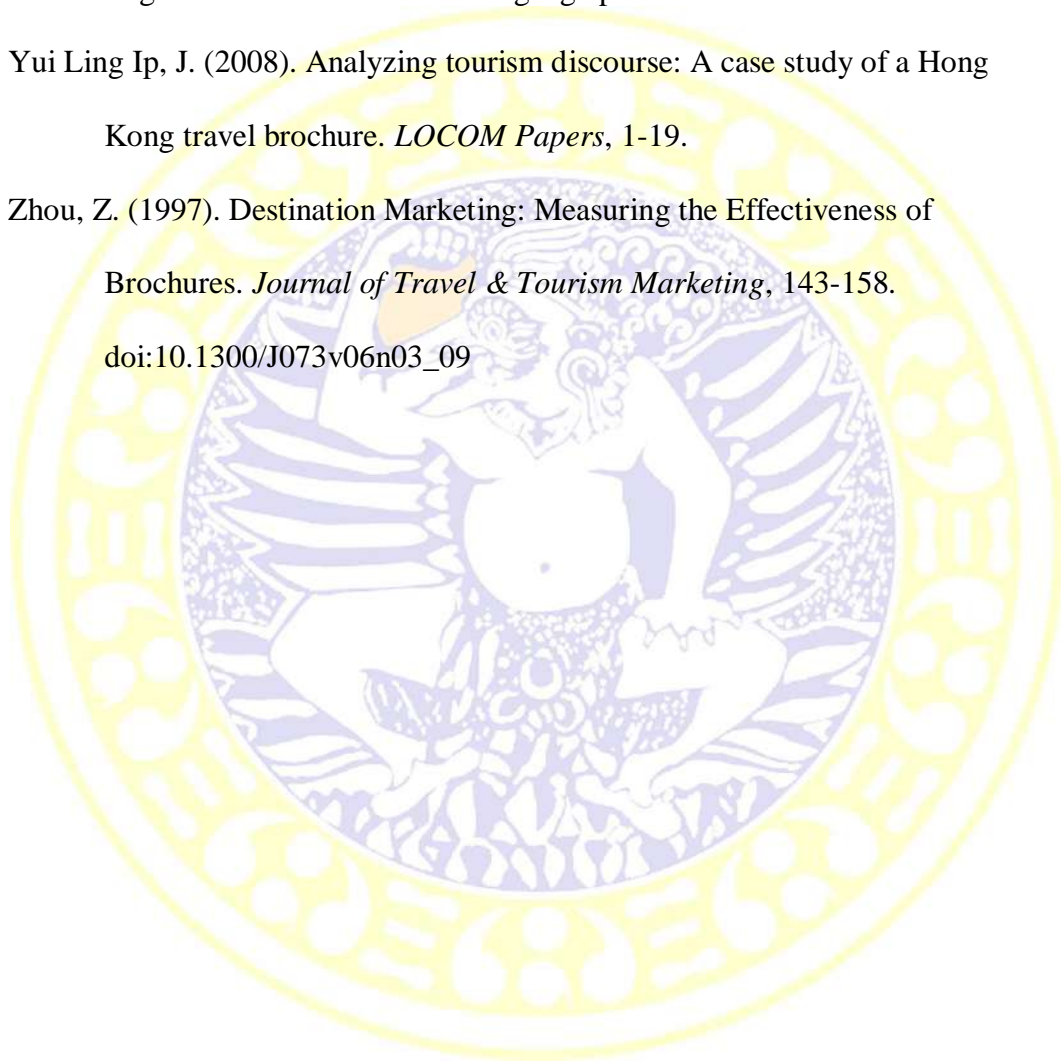 Yui Ling Ip, J. (2008). Analyzing tourism discourse: A case study of a Hong
Kong travel brochure. LOCOM Papers, 1-19.
Zhou, Z. (1997). Destination Marketing: Measuring the Effectiveness of
Brochures. Journal of Travel & Tourism Marketing, 143-158.
doi:10.1300/J073v06n03_09